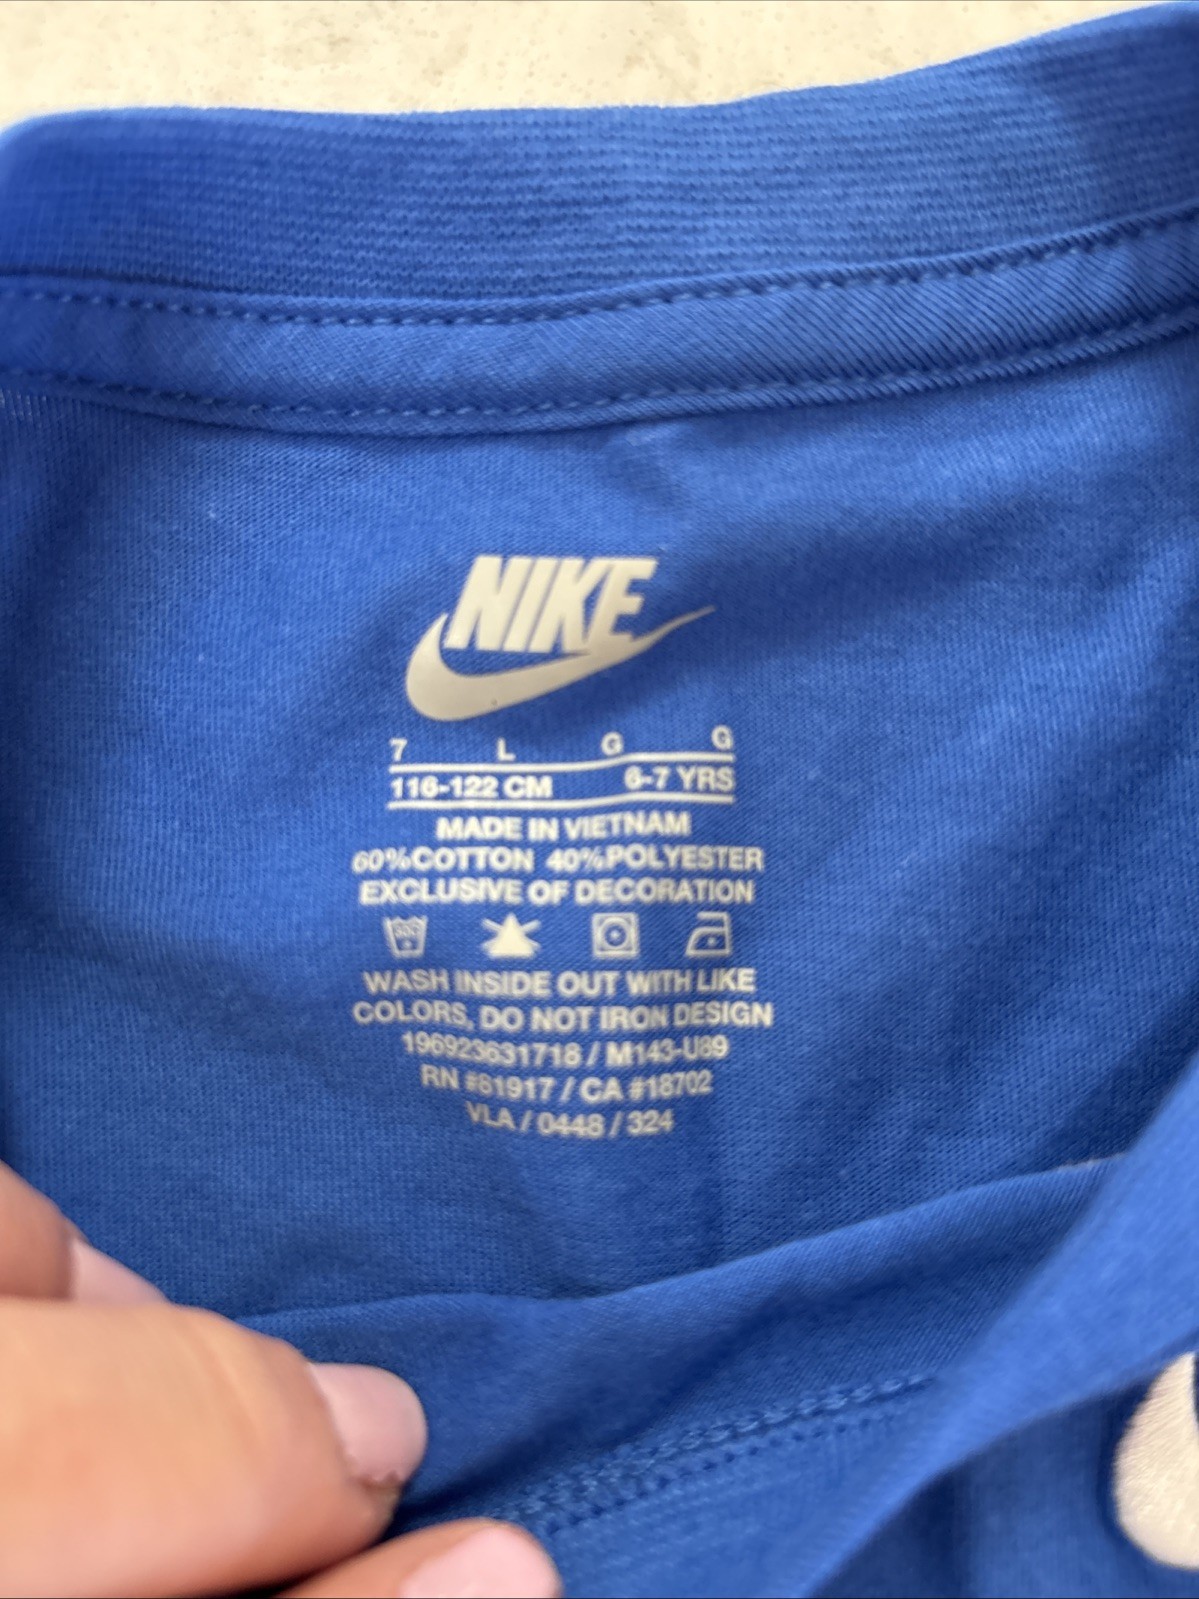 NIKE
7 L G G
116-122 CM 6-7 YRS
MADE IN VIETNAM
60%COTTON 40%POLYESTER
EXCLUSIVE OF DECORATION
WASH INSIDE OUT WITH LIKE
COLORS, DO NOT IRON DESIGN
196923631718 / M143-U89
RN #81917 / CA #18702
VLA / 0448 / 324